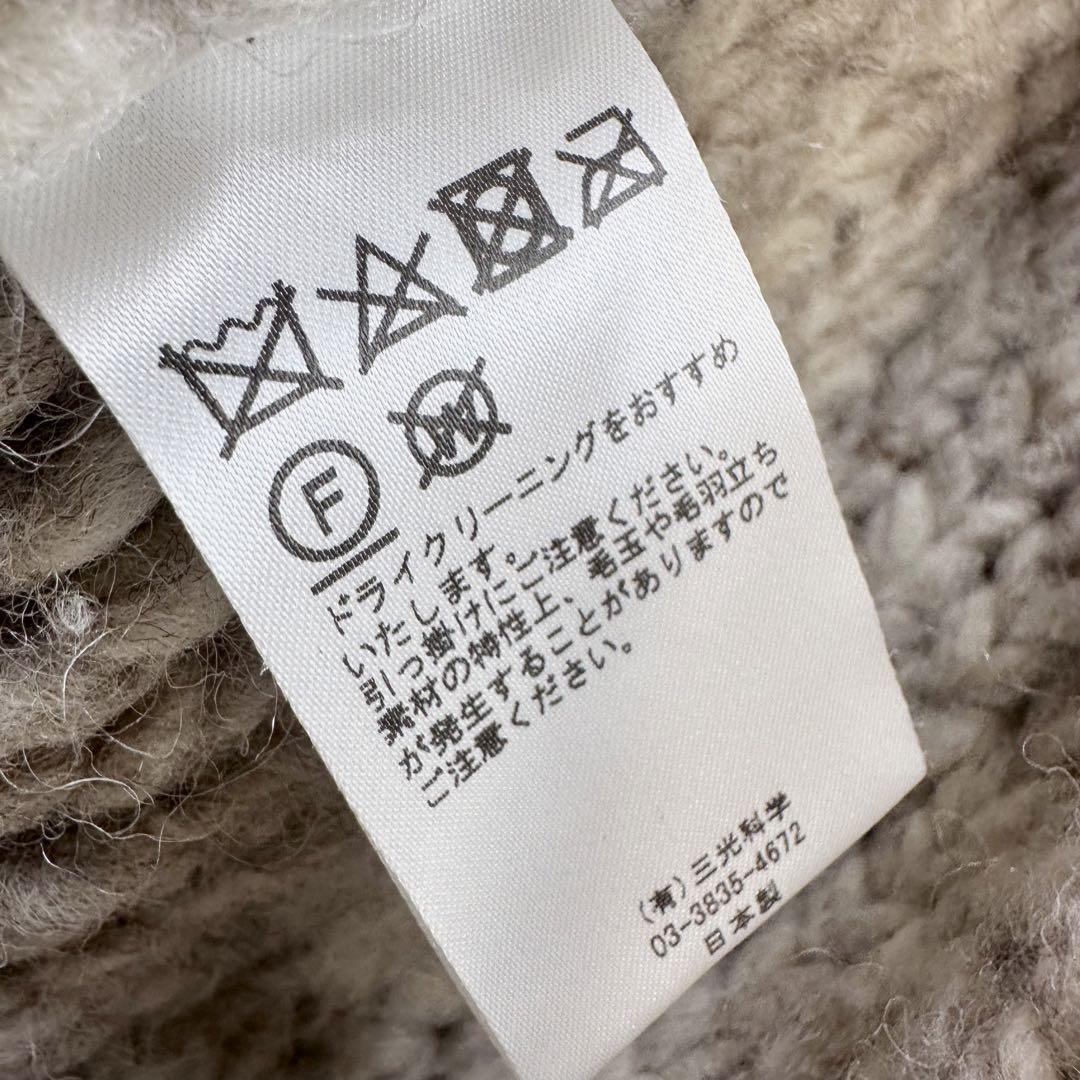 F
W
ドライクリーニングをおすすめ
いたします。
引っ掛けにご注意ください。
素材の特性上、毛玉や毛羽立ち
が発生することがありますので
ご注意ください。
(有)三光科学
03-3835-4672
日本製